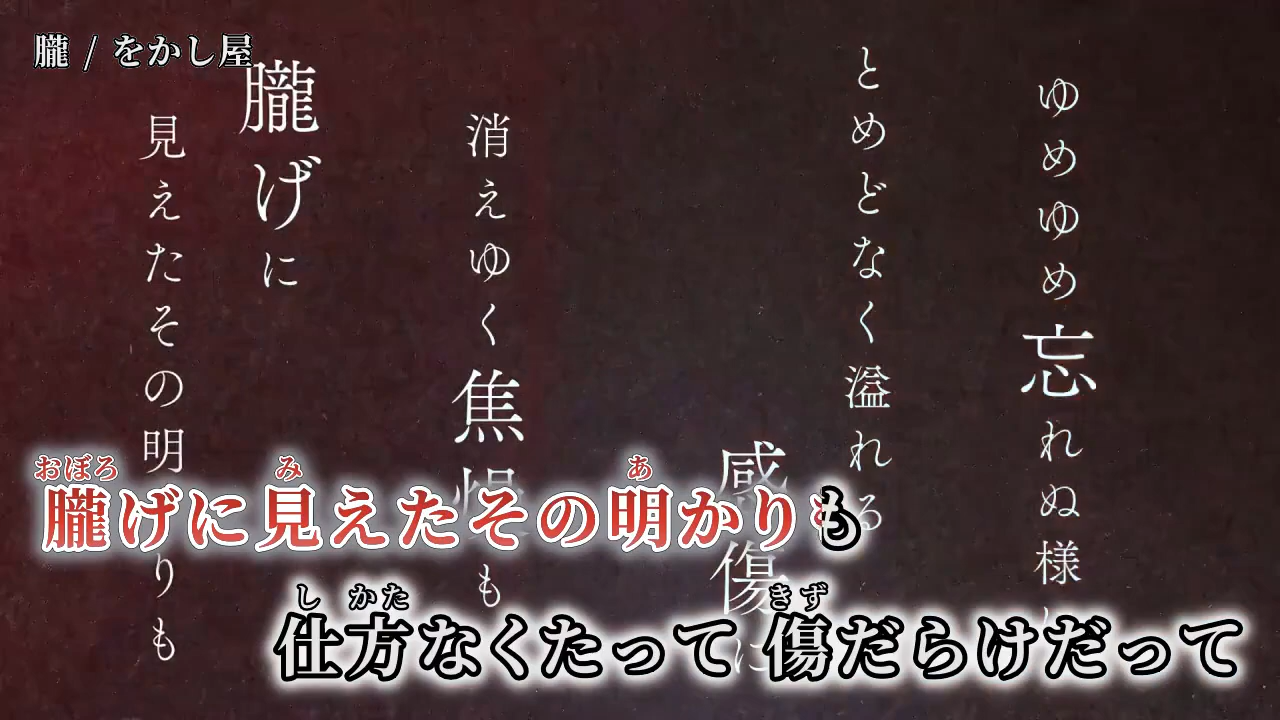 朧 / をかし屋
ゆめゆめ忘れぬ様に
とめどなく溢れる
感傷に
消えゆく焦燥も
朧げに
見えたその明かりも
おぼろ み あ
朧げに見えたその明かりも
し かた きず
仕方なくたって 傷だらけだって